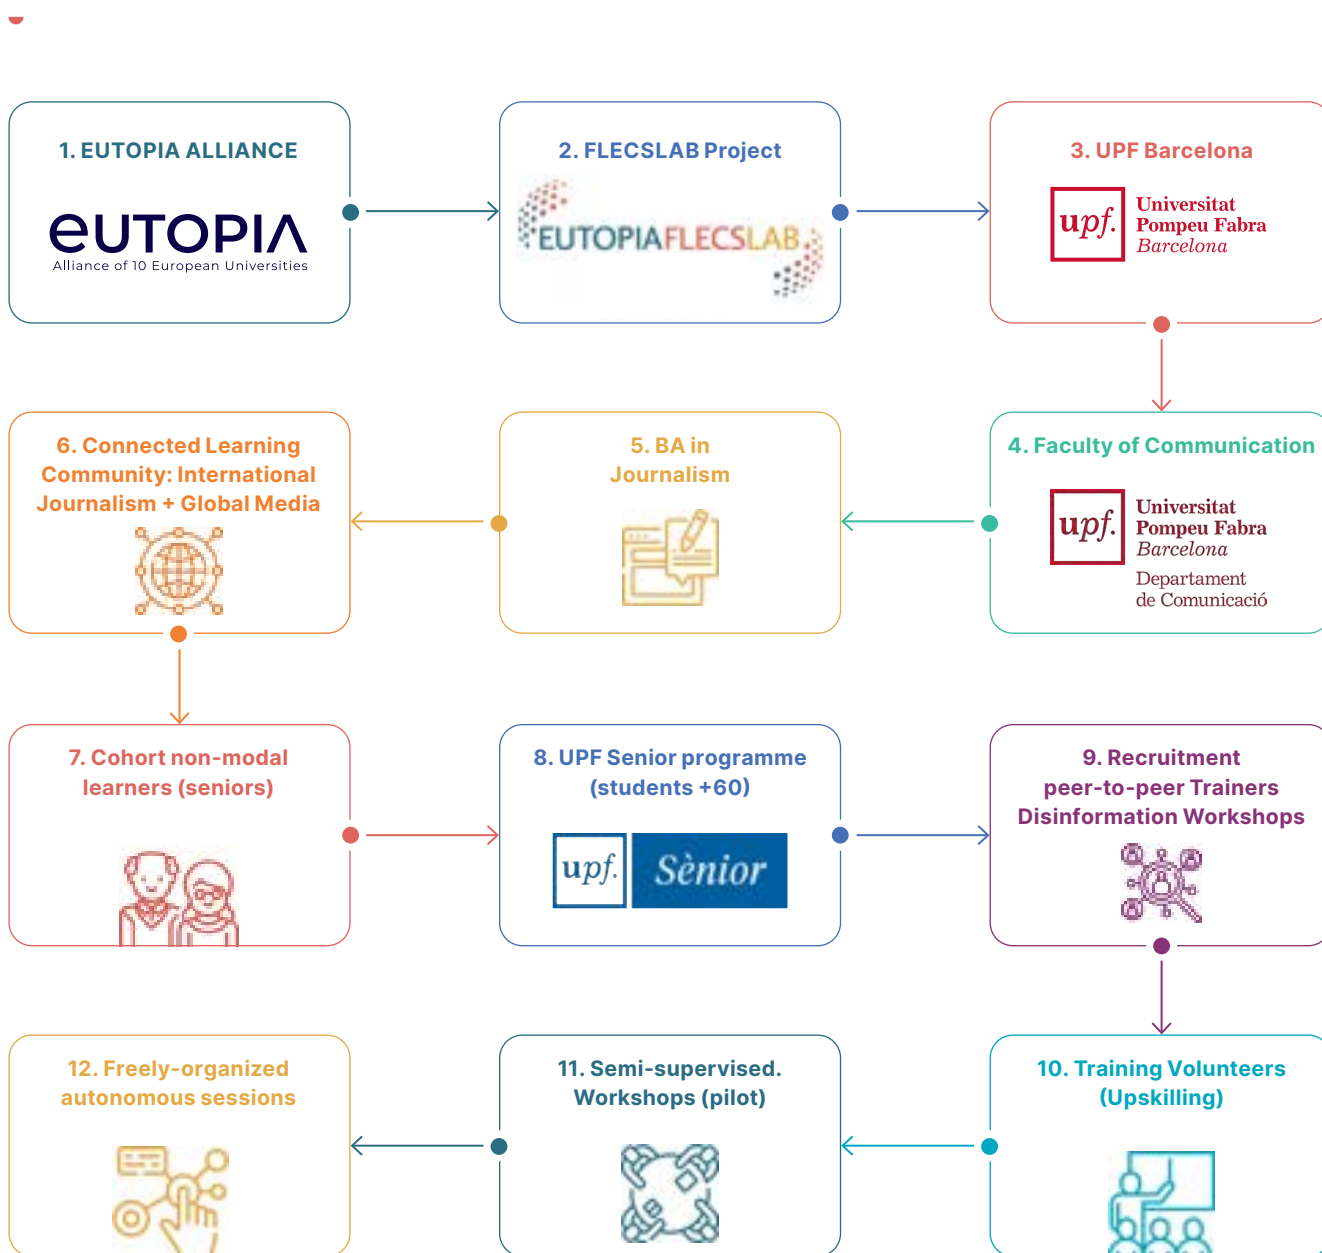 1. EUTOPIA ALLIANCE
eUTOPIA
Alliance of 10 European Universities
2. FLECSLAB Project
EUTOPIAFLECSLAB
3. UPF Barcelona
upf.
Universitat
Pompeu Fabra
Barcelona
4. Faculty of Communication
upf.
Universitat
Pompeu Fabra
Barcelona
Departament
de Comunicació
5. BA in
Journalism
6. Connected Learning
Community: International
Journalism + Global Media
7. Cohort non-modal
learners (seniors)
8. UPF Senior programme
(students +60)
upf.
Sènior
9. Recruitment
peer-to-peer Trainers
Disinformation Workshops
10. Training Volunteers
(Upskilling)
11. Semi-supervised.
Workshops (pilot)
12. Freely-organized
autonomous sessions